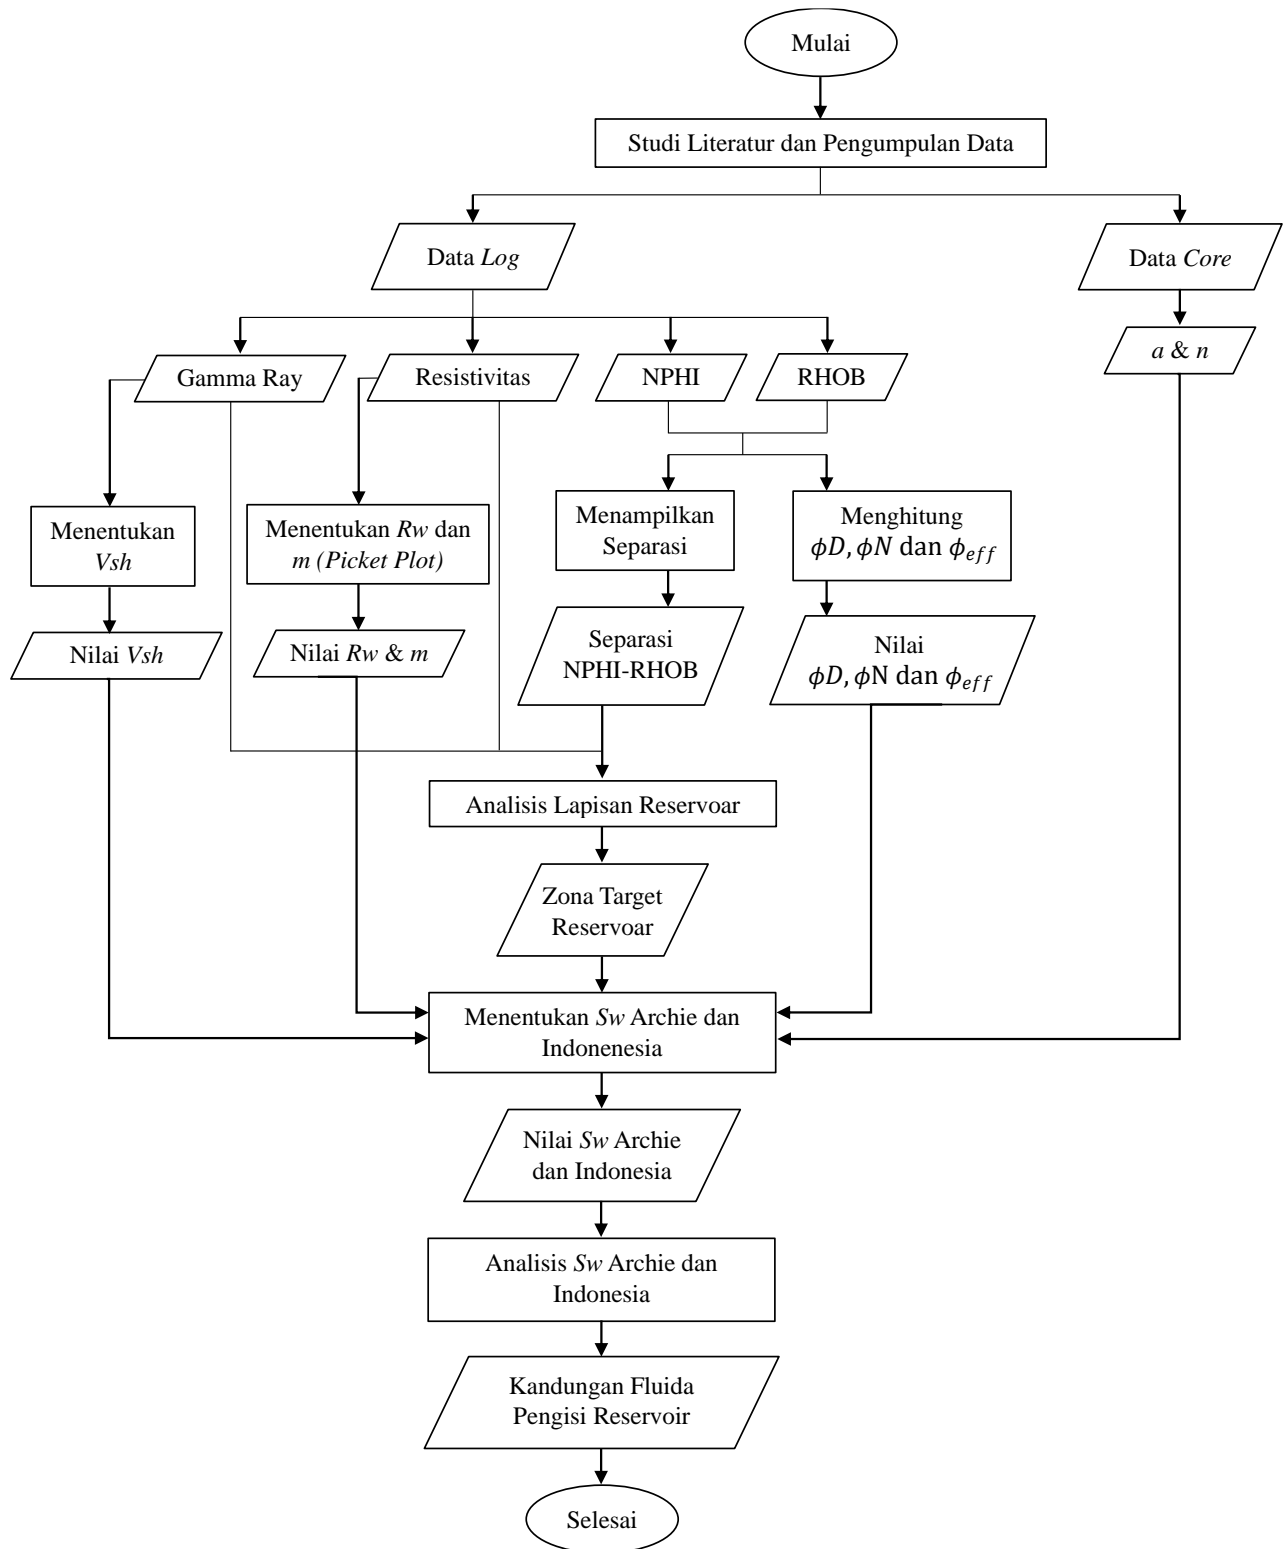 Mulai
Studi Literatur dan Pengumpulan Data
Data Log
Data Core
Gamma Ray
Resistivitas
NPHI
RHOB
a & n
Menentukan
Vsh
Menentukan Rw dan
m (Picket Plot)
Menampilkan
Separasi
Menghitung
ϕD, ϕN dan ϕ_eff
Nilai Vsh
Nilai Rw & m
Separasi
NPHI-RHOB
Nilai
ϕD, ϕN dan ϕ_eff
Analisis Lapisan Reservoar
Zona Target
Reservoar
Menentukan Sw Archie dan
Indonenesia
Nilai Sw Archie
dan Indonesia
Analisis Sw Archie dan
Indonesia
Kandungan Fluida
Pengisi Reservoir
Selesai